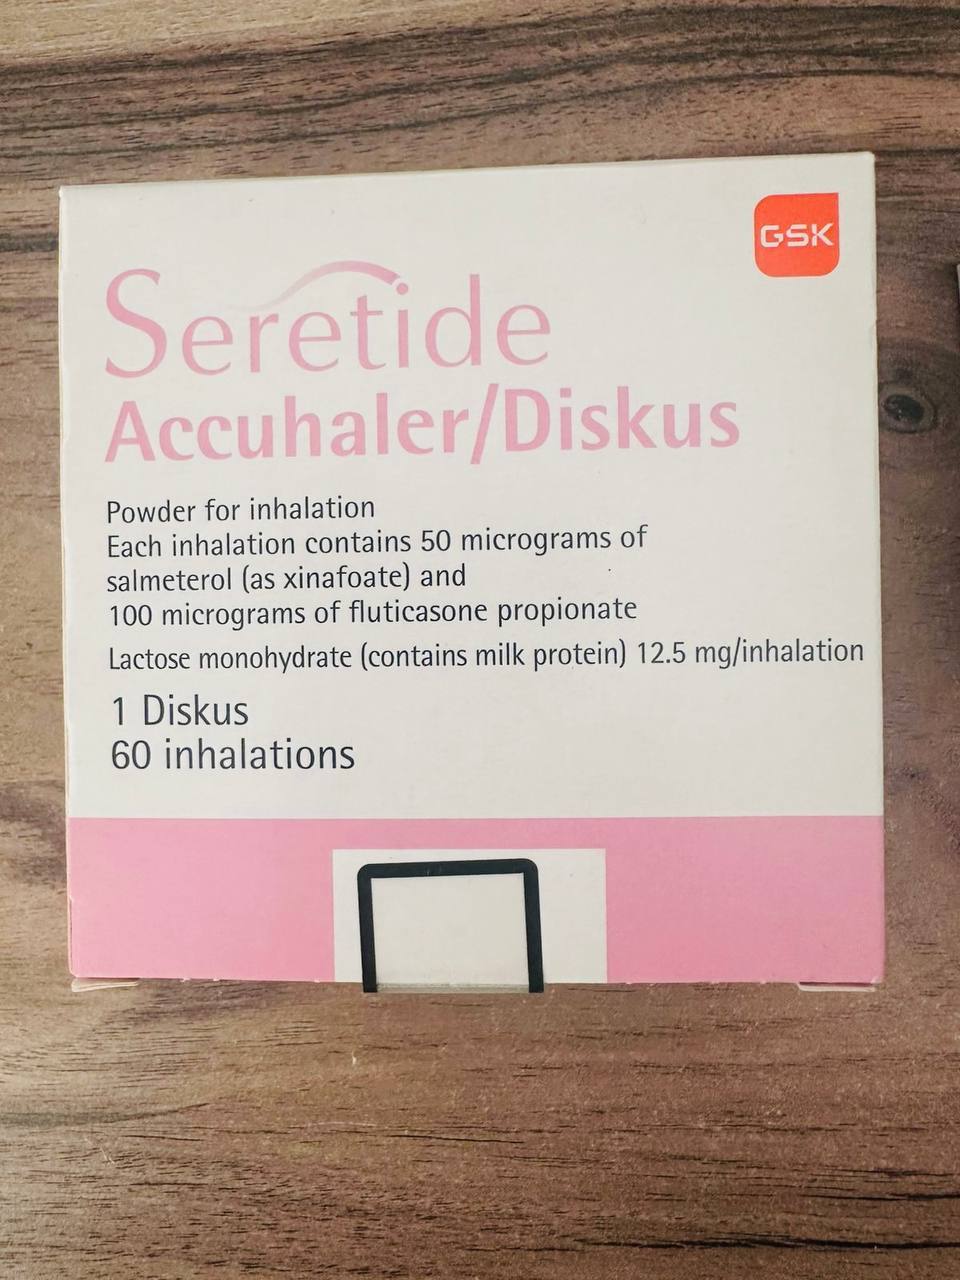 GSK
Seretide
Accuhaler/Diskus
Powder for inhalation
Each inhalation contains 50 micrograms of
salmeterol (as xinafoate) and
100 micrograms of fluticasone propionate
Lactose monohydrate (contains milk protein) 12.5 mg/inhalation
1 Diskus
60 inhalations